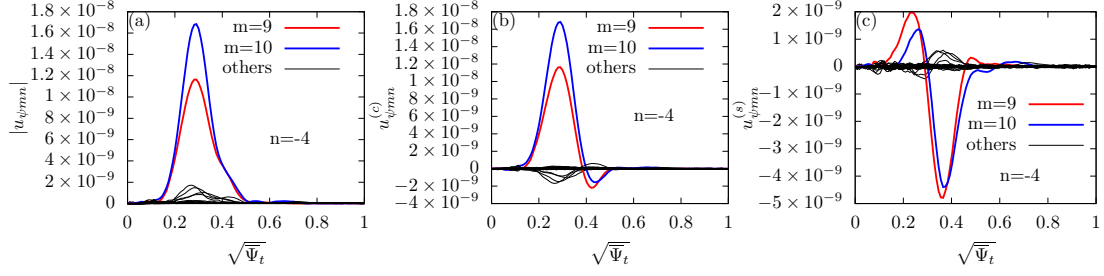 (a)
1.8 × 10⁻⁸
1.6 × 10⁻⁸
1.4 × 10⁻⁸
1.2 × 10⁻⁸
1 × 10⁻⁸
8 × 10⁻⁹
6 × 10⁻⁹
4 × 10⁻⁹
2 × 10⁻⁹
0
|u_ψmn|
m=9
m=10
others
n=-4
0 0.2 0.4 0.6 0.8 1
√Ψ̅_t
(b)
1.8 × 10⁻⁸
1.6 × 10⁻⁸
1.4 × 10⁻⁸
1.2 × 10⁻⁸
1 × 10⁻⁸
8 × 10⁻⁹
6 × 10⁻⁹
4 × 10⁻⁹
2 × 10⁻⁹
0
−2 × 10⁻⁹
−4 × 10⁻⁹
u_ψmn^(c)
m=9
m=10
others
n=-4
0 0.2 0.4 0.6 0.8 1
√Ψ̅_t
(c)
2 × 10⁻⁹
1 × 10⁻⁹
0
−1 × 10⁻⁹
−2 × 10⁻⁹
−3 × 10⁻⁹
−4 × 10⁻⁹
−5 × 10⁻⁹
u_ψmn^(s)
m=9
m=10
others
n=-4
0 0.2 0.4 0.6 0.8 1
√Ψ̅_t